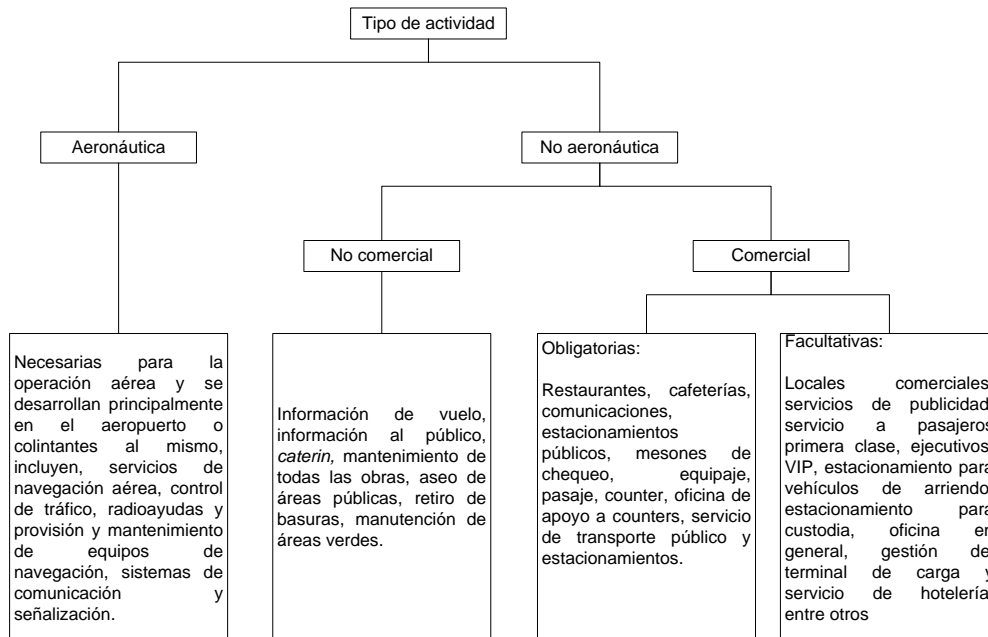 Tipo de actividad
Aeronáutica
No aeronáutica
No comercial
Comercial
Necesarias para la
operación aérea y se
desarrollan principalmente
en el aeropuerto o
colintantes al mismo,
incluyen, servicios de
navegación aérea, control
de tráfico, radioayudas y
provisión y mantenimiento
de equipos de
navegación, sistemas de
comunicación y
señalización.
Información de vuelo,
información al público,
caterin, mantenimiento de
todas las obras, aseo de
áreas públicas, retiro de
basuras, manutención de
áreas verdes.
Obligatorias:
Restaurantes, cafeterías,
comunicaciones,
estacionamientos
públicos, mesones de
chequeo, equipaje,
pasaje, counter, oficina de
apoyo a counters, servicio
de transporte público y
estacionamientos.
Facultativas:
Locales comerciales
servicios de publicidad
servicio a pasajeros
primera clase, ejecutivos
VIP, estacionamiento para
vehículos de arriendo
estacionamiento para
custodia, oficina en
general, gestión de
terminal de carga y
servicio de hotelería
entre otros